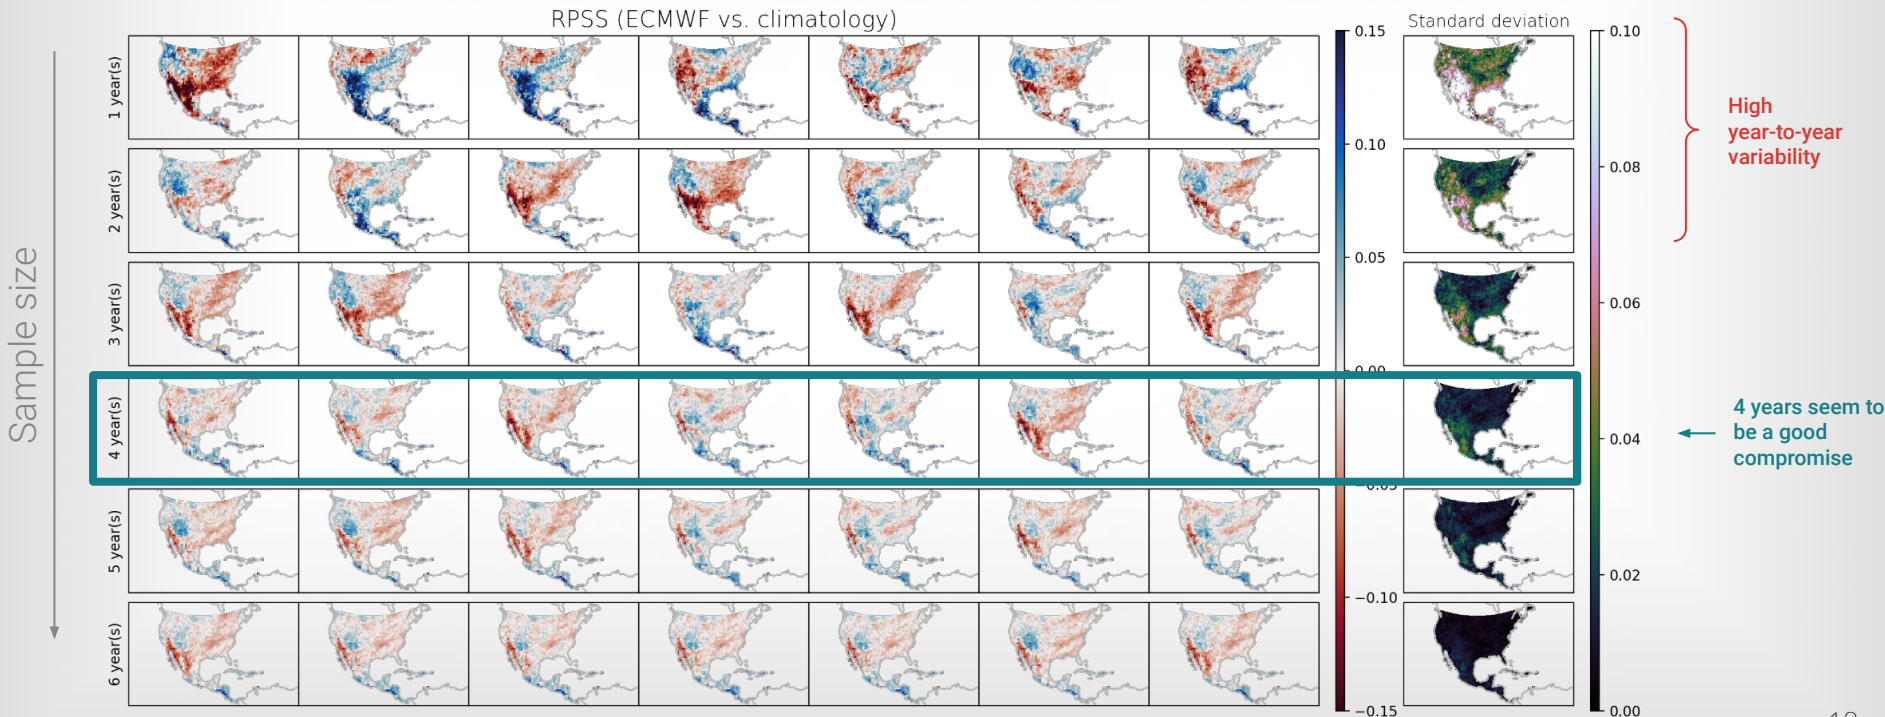 RPSS (ECMWF vs. climatology)
Standard deviation
Sample size
1 year(s)
2 year(s)
3 year(s)
4 year(s)
5 year(s)
6 year(s)
0.15
0.10
0.05
0.00
−0.05
−0.10
−0.15
0.10
0.08
0.06
0.04
0.02
0.00
High
year-to-year
variability
4 years seem to
be a good
compromise